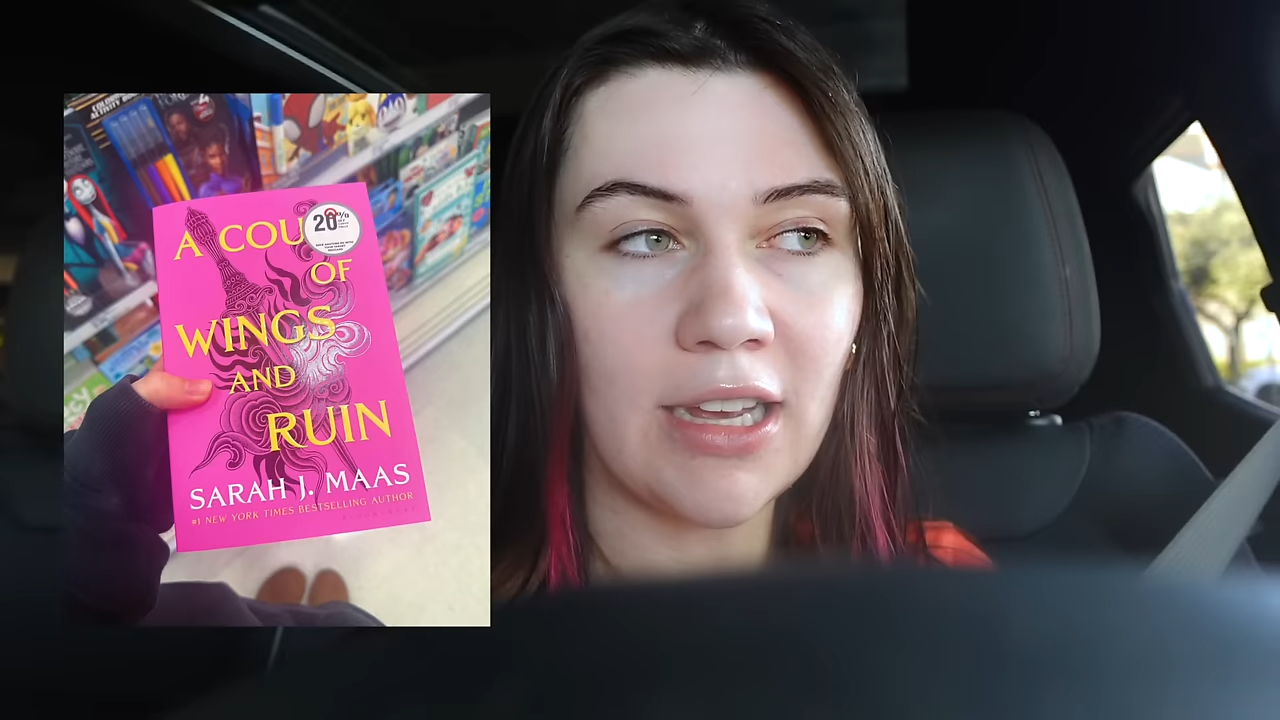 A COU
20%
OF
WINGS
AND
RUIN
SARAH J. MAAS
#1 NEW YORK TIMES BESTSELLING AUTHOR